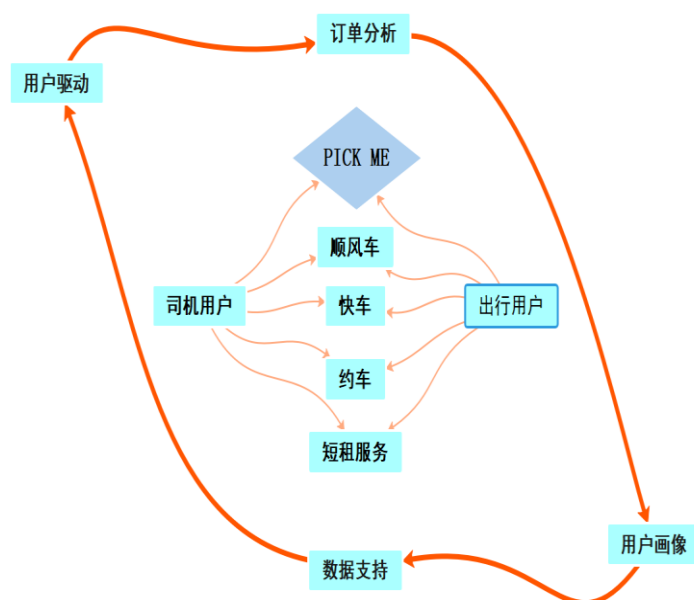 订单分析
用户驱动
PICK ME
顺风车
司机用户
快车
出行用户
约车
短租服务
用户画像
数据支持